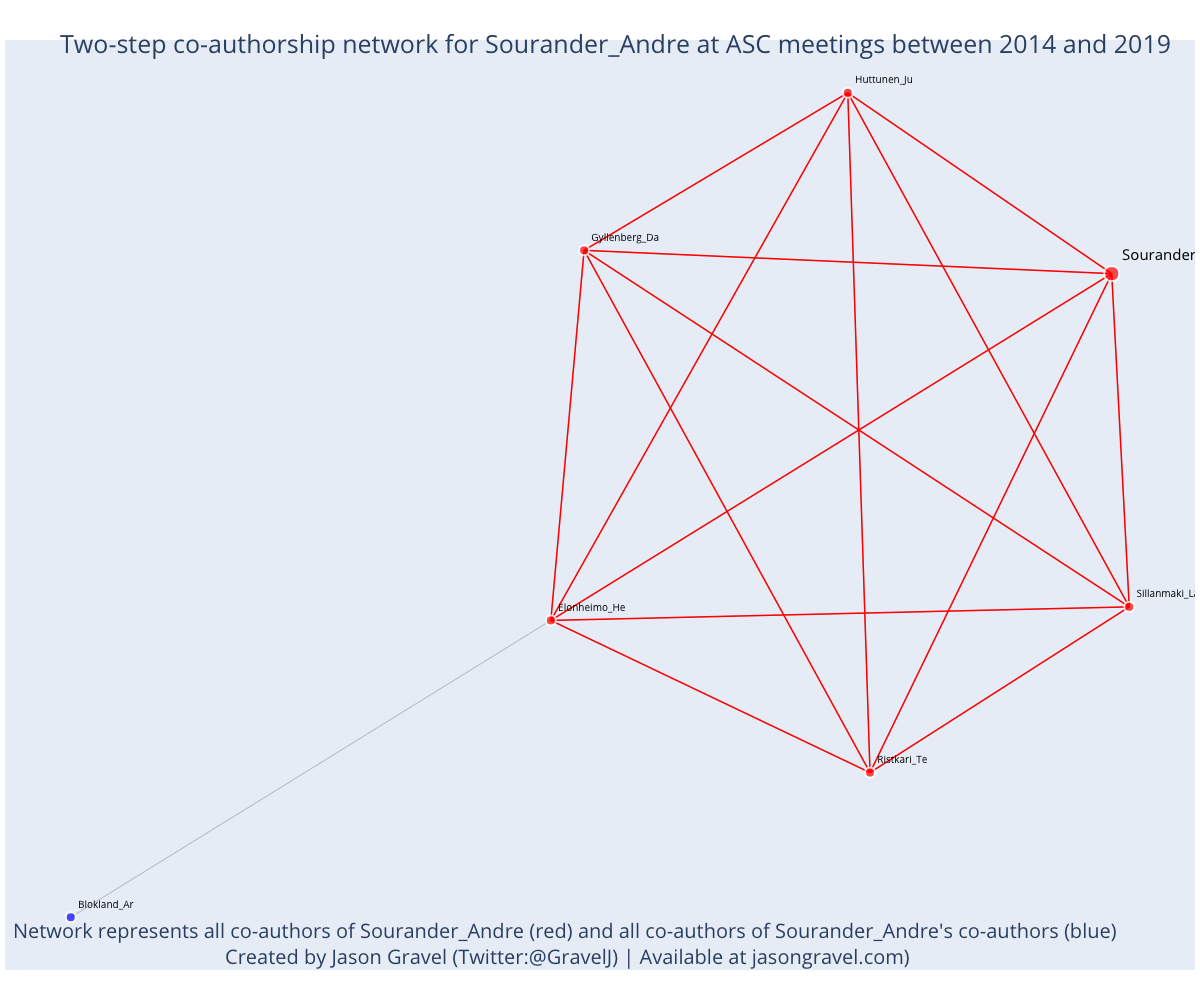 Two-step co-authorship network for Sourander_Andre at ASC meetings between 2014 and 2019
Huttunen_Ju
Gyllenberg_Da
Sourander
Elonheimo_He
Sillanmaki_La
Ristkari_Te
Blokland_Ar
Network represents all co-authors of Sourander_Andre (red) and all co-authors of Sourander_Andre's co-authors (blue)
Created by Jason Gravel (Twitter:@GravelJ) | Available at jasongravel.com)